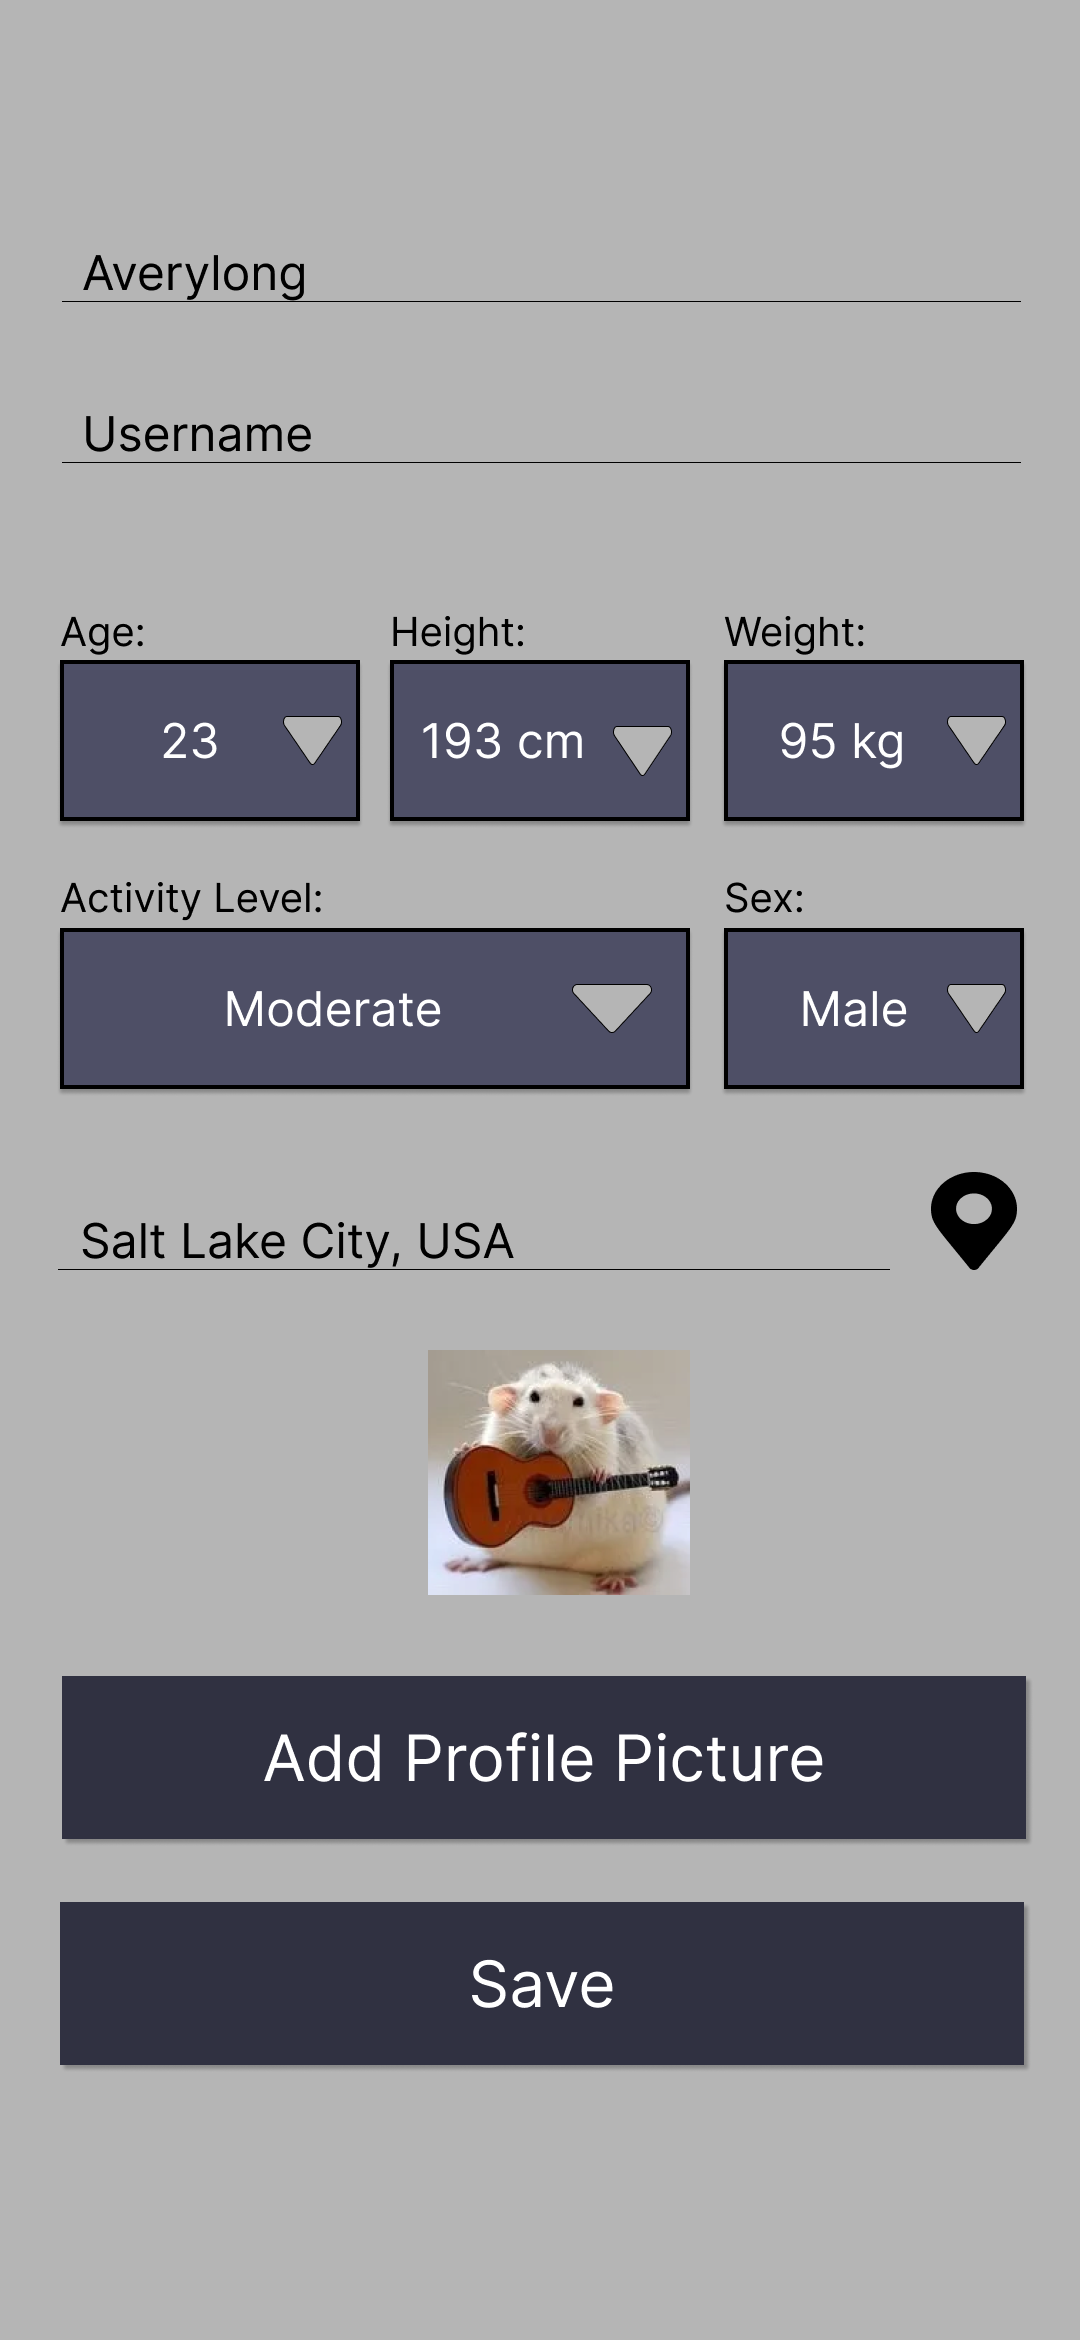 Averylong
Username
Age: Height: Weight:
23 193 cm 95 kg
Activity Level: Sex:
Moderate Male
Salt Lake City, USA
Add Profile Picture
Save